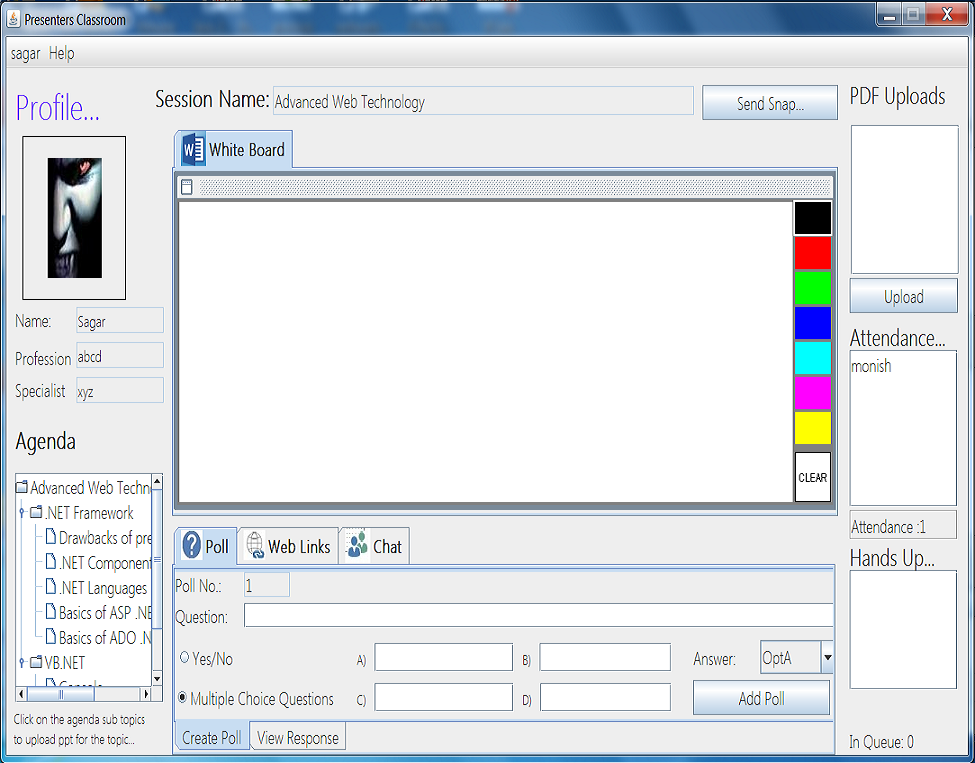 Presenters Classroom
sagar Help
Profile...
Name: Sagar
Profession abcd
Specialist xyz
Agenda
Advanced Web Techn
.NET Framework
Drawbacks of pre
.NET Component
.NET Languages
Basics of ASP .NE
Basics of ADO .N
VB.NET
Click on the agenda sub topics
to upload ppt for the topic...
Session Name: Advanced Web Technology
Send Snap...
White Board
CLEAR
Poll Web Links Chat
Poll No.: 1
Question:
Yes/No A) B) Answer: OptA
Multiple Choice Questions C) D) Add Poll
Create Poll View Response
PDF Uploads
Upload
Attendance...
monish
Attendance :1
Hands Up...
In Queue: 0